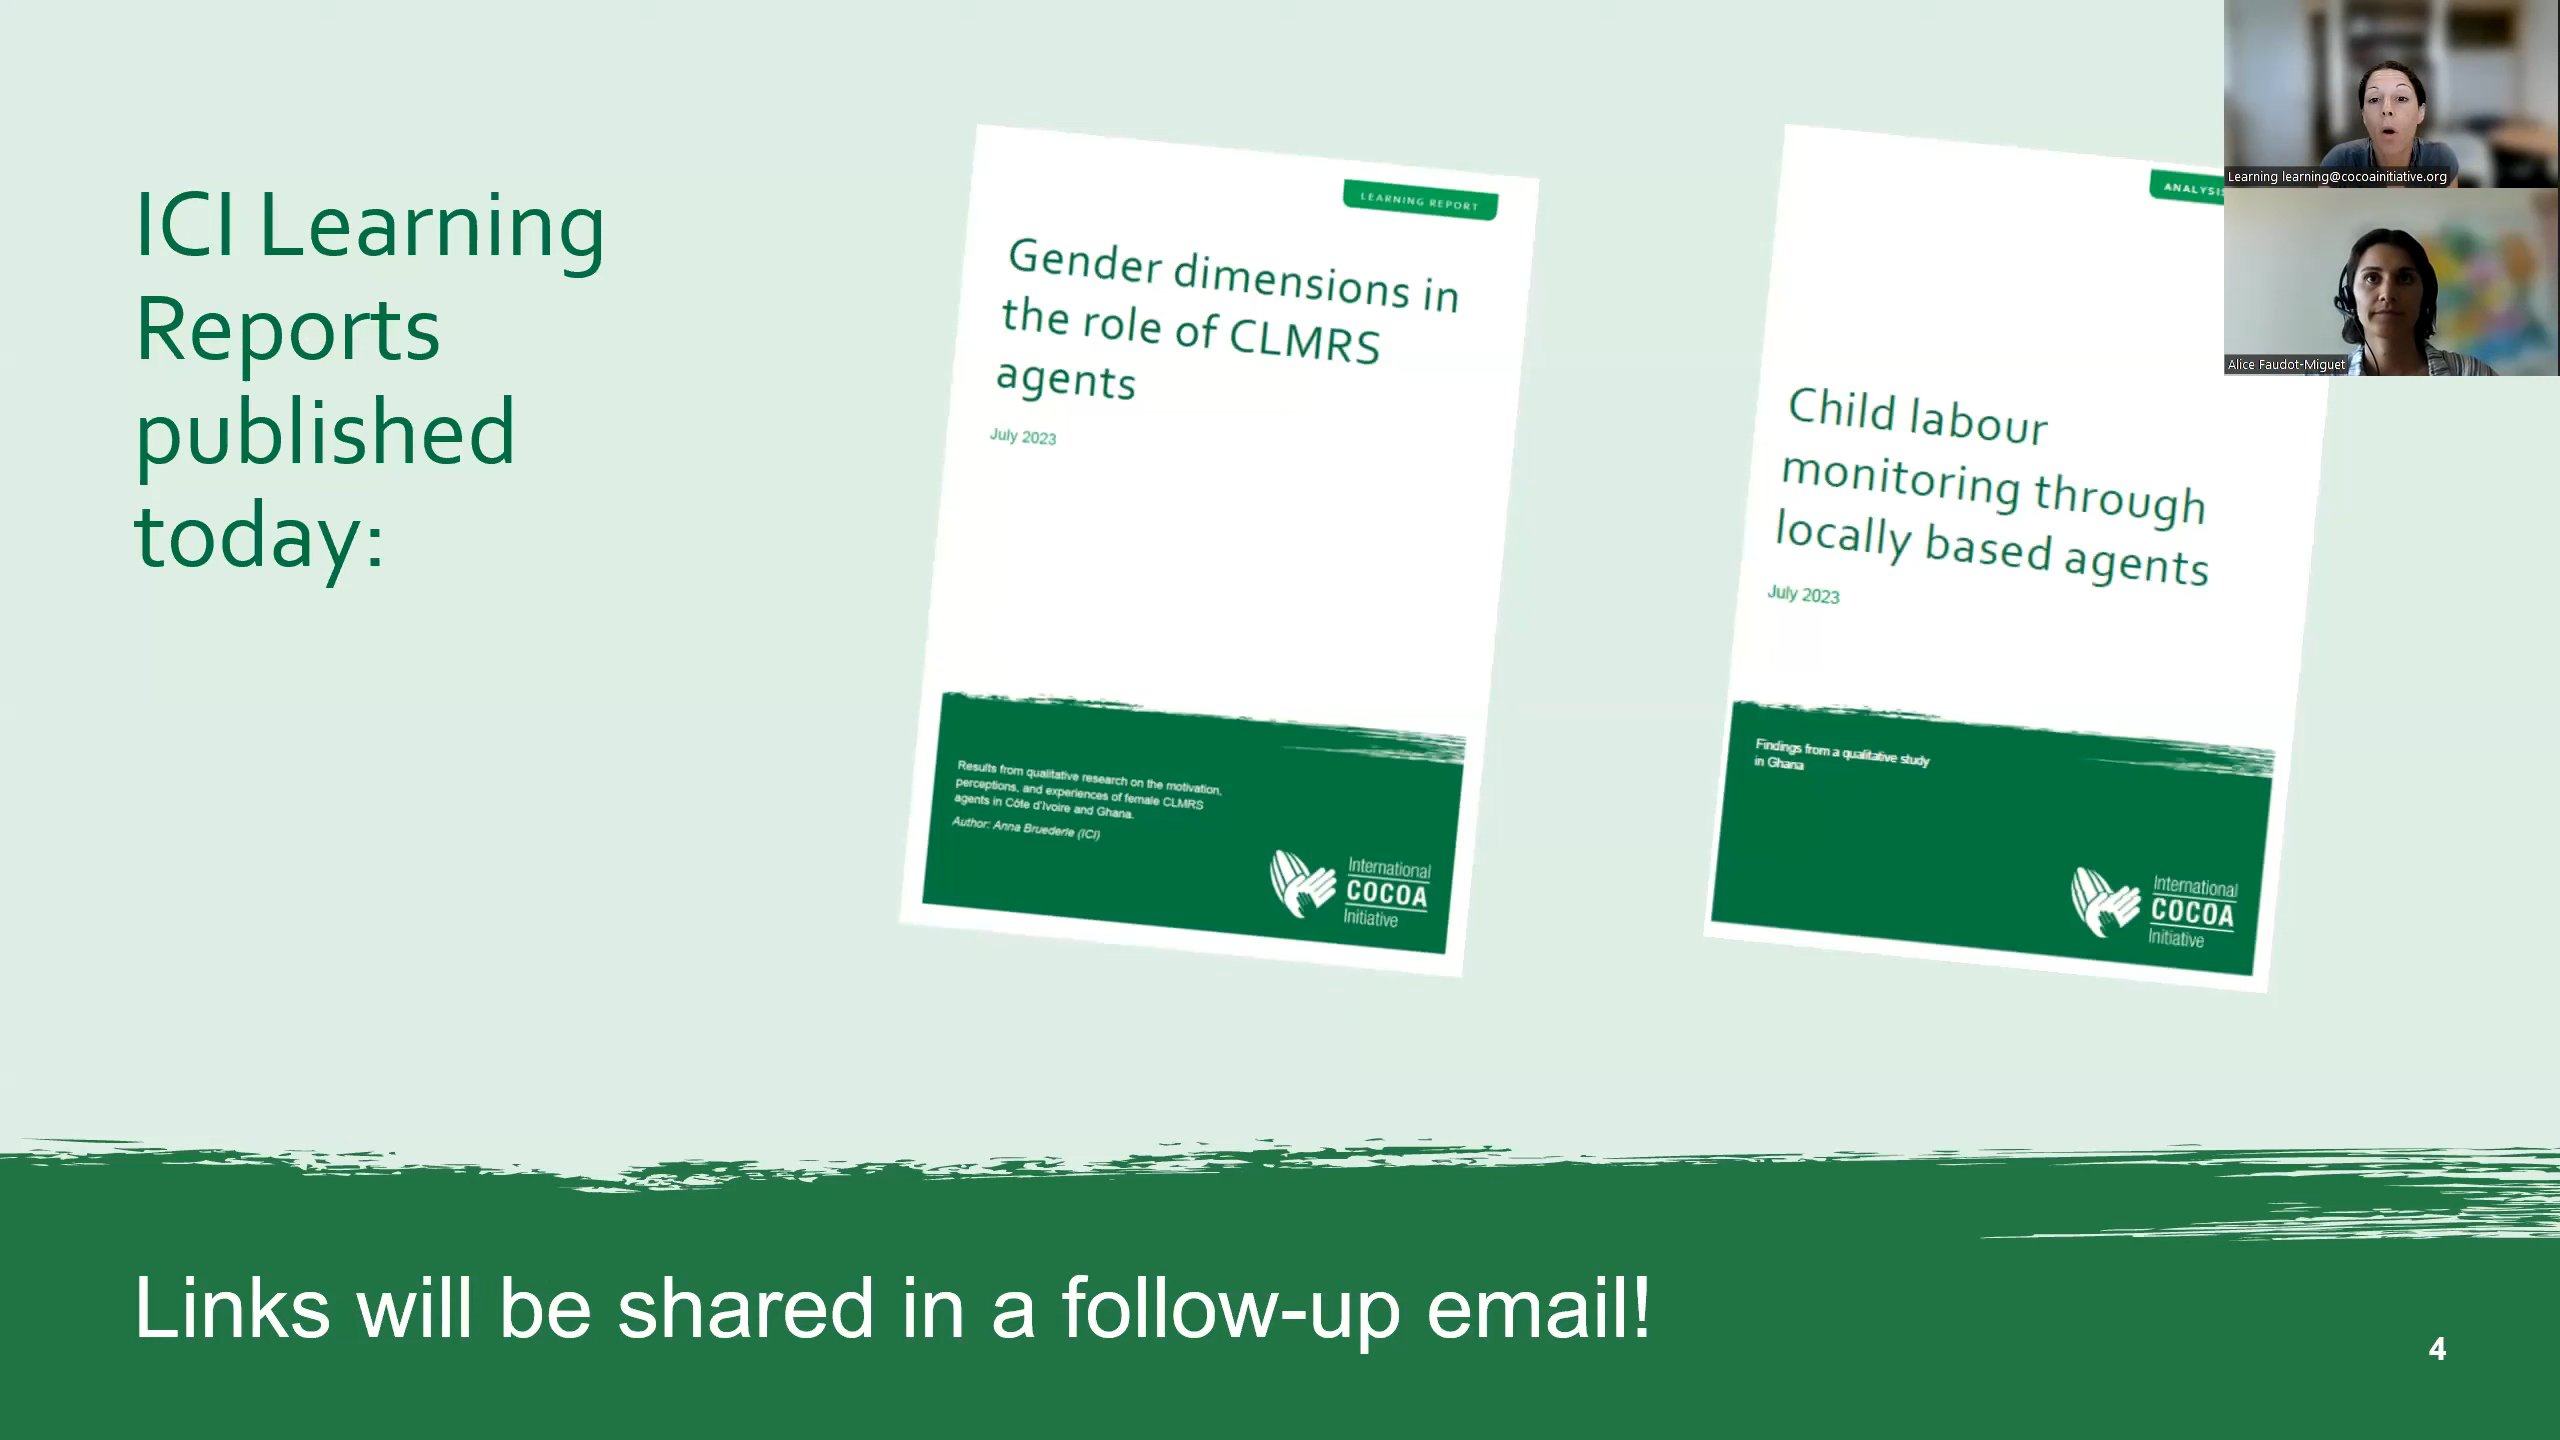 ICI Learning
Reports
published
today:
LEARNING REPORT
Gender dimensions in
the role of CLMRS
agents
July 2023
Results from qualitative research on the motivation,
perceptions, and experiences of female CLMRS
agents in Côte d'Ivoire and Ghana.
Author: Anna Bruederle (ICI)
International
COCOA
Initiative
ANALYSIS
Child labour
monitoring through
locally based agents
July 2023
Findings from a qualitative study
in Ghana
International
COCOA
Initiative
Learning learning@cocoainitiative.org
Alice Faudot-Miguet
Links will be shared in a follow-up email!
4